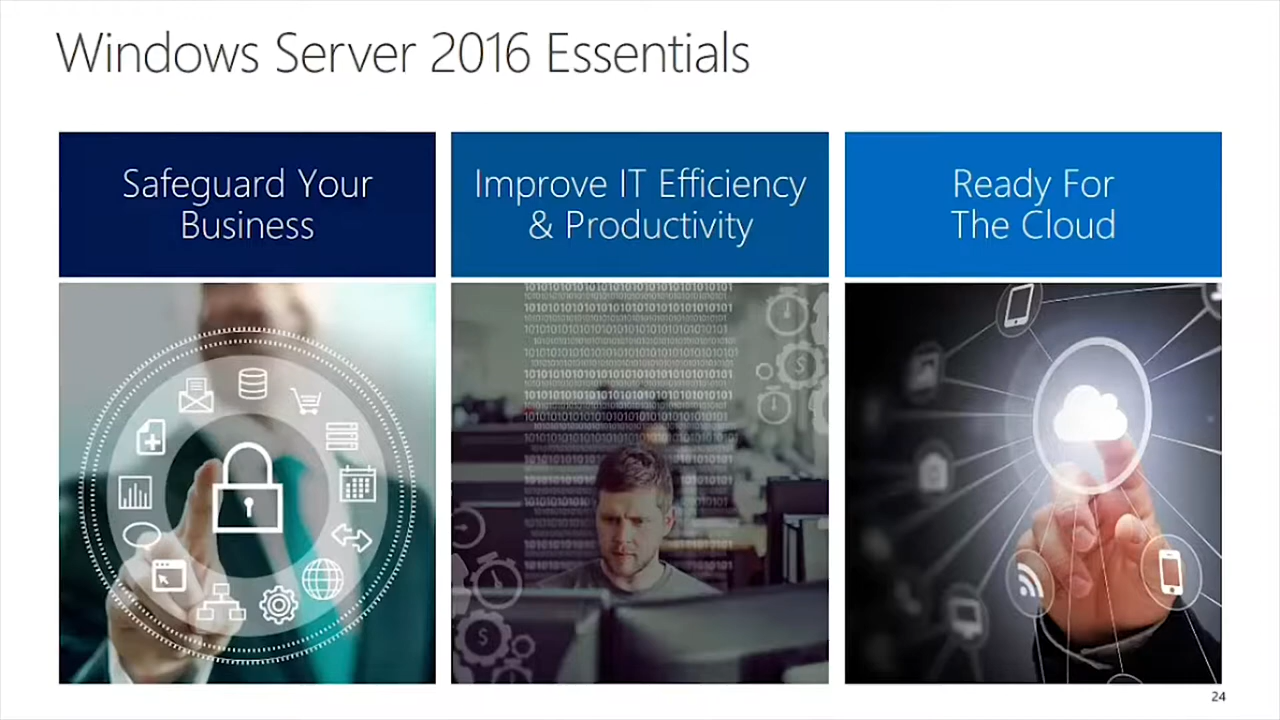 Windows Server 2016 Essentials
Safeguard Your
Business
Improve IT Efficiency
& Productivity
Ready For
The Cloud
24